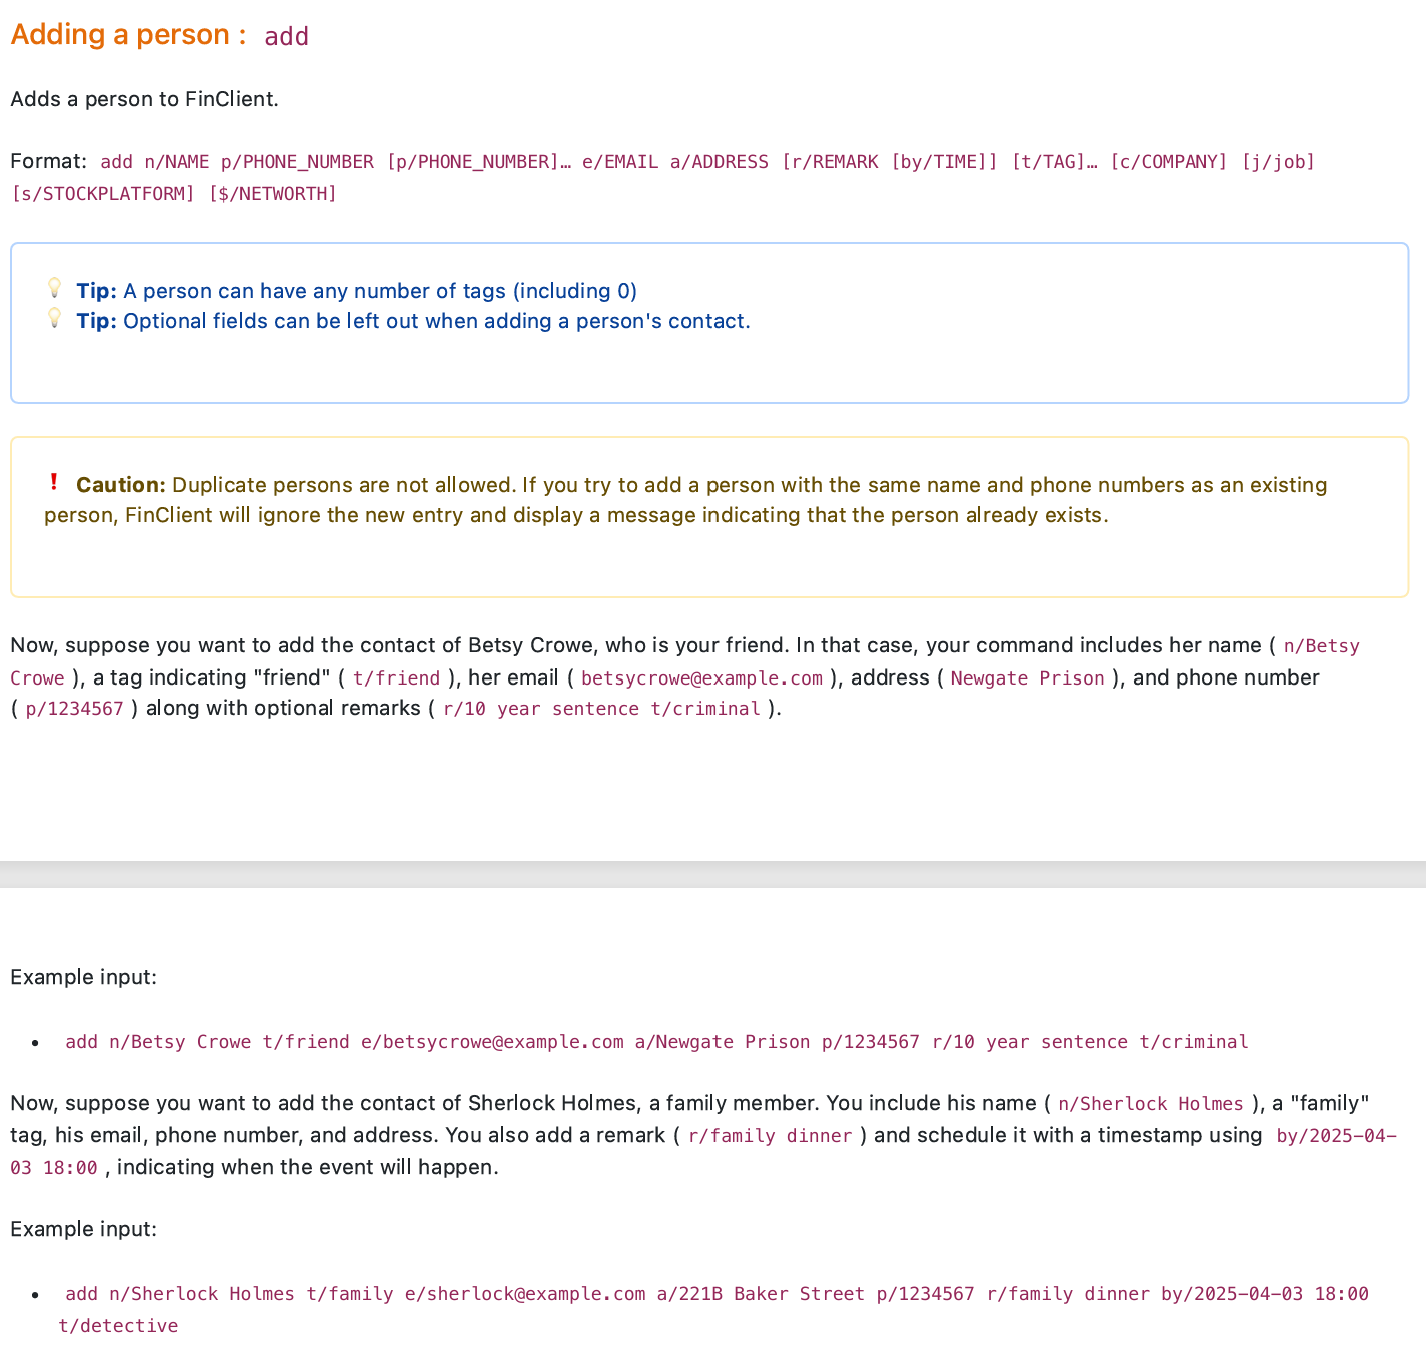 Adding a person : add
Adds a person to FinClient.
Format: add n/NAME p/PHONE_NUMBER [p/PHONE_NUMBER]… e/EMAIL a/ADDRESS [r/REMARK [by/TIME]] [t/TAG]… [c/COMPANY] [j/job]
[s/STOCKPLATFORM] [$/NETWORTH]
Tip: A person can have any number of tags (including 0)
Tip: Optional fields can be left out when adding a person's contact.
Caution: Duplicate persons are not allowed. If you try to add a person with the same name and phone numbers as an existing
person, FinClient will ignore the new entry and display a message indicating that the person already exists.
Now, suppose you want to add the contact of Betsy Crowe, who is your friend. In that case, your command includes her name ( n/Betsy
Crowe ), a tag indicating "friend" ( t/friend ), her email ( betsycrowe@example.com ), address ( Newgate Prison ), and phone number
( p/1234567 ) along with optional remarks ( r/10 year sentence t/criminal ).
Example input:
• add n/Betsy Crowe t/friend e/betsycrowe@example.com a/Newgate Prison p/1234567 r/10 year sentence t/criminal
Now, suppose you want to add the contact of Sherlock Holmes, a family member. You include his name ( n/Sherlock Holmes ), a "family"
tag, his email, phone number, and address. You also add a remark ( r/family dinner ) and schedule it with a timestamp using by/2025-04-
03 18:00 , indicating when the event will happen.
Example input:
• add n/Sherlock Holmes t/family e/sherlock@example.com a/221B Baker Street p/1234567 r/family dinner by/2025-04-03 18:00
t/detective